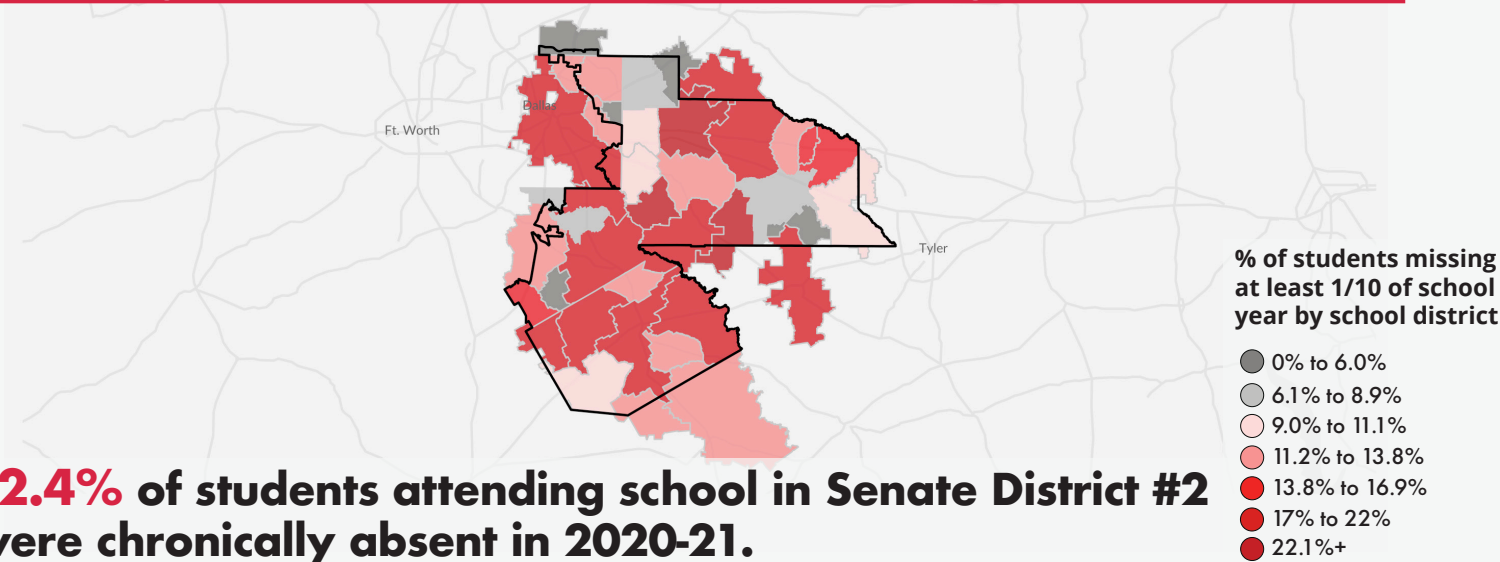 Dallas
Ft. Worth
Tyler
% of students missing
at least 1/10 of school
year by school district
0% to 6.0%
6.1% to 8.9%
9.0% to 11.1%
11.2% to 13.8%
13.8% to 16.9%
17% to 22%
22.1%+
2.4% of students attending school in Senate District #2
were chronically absent in 2020-21.